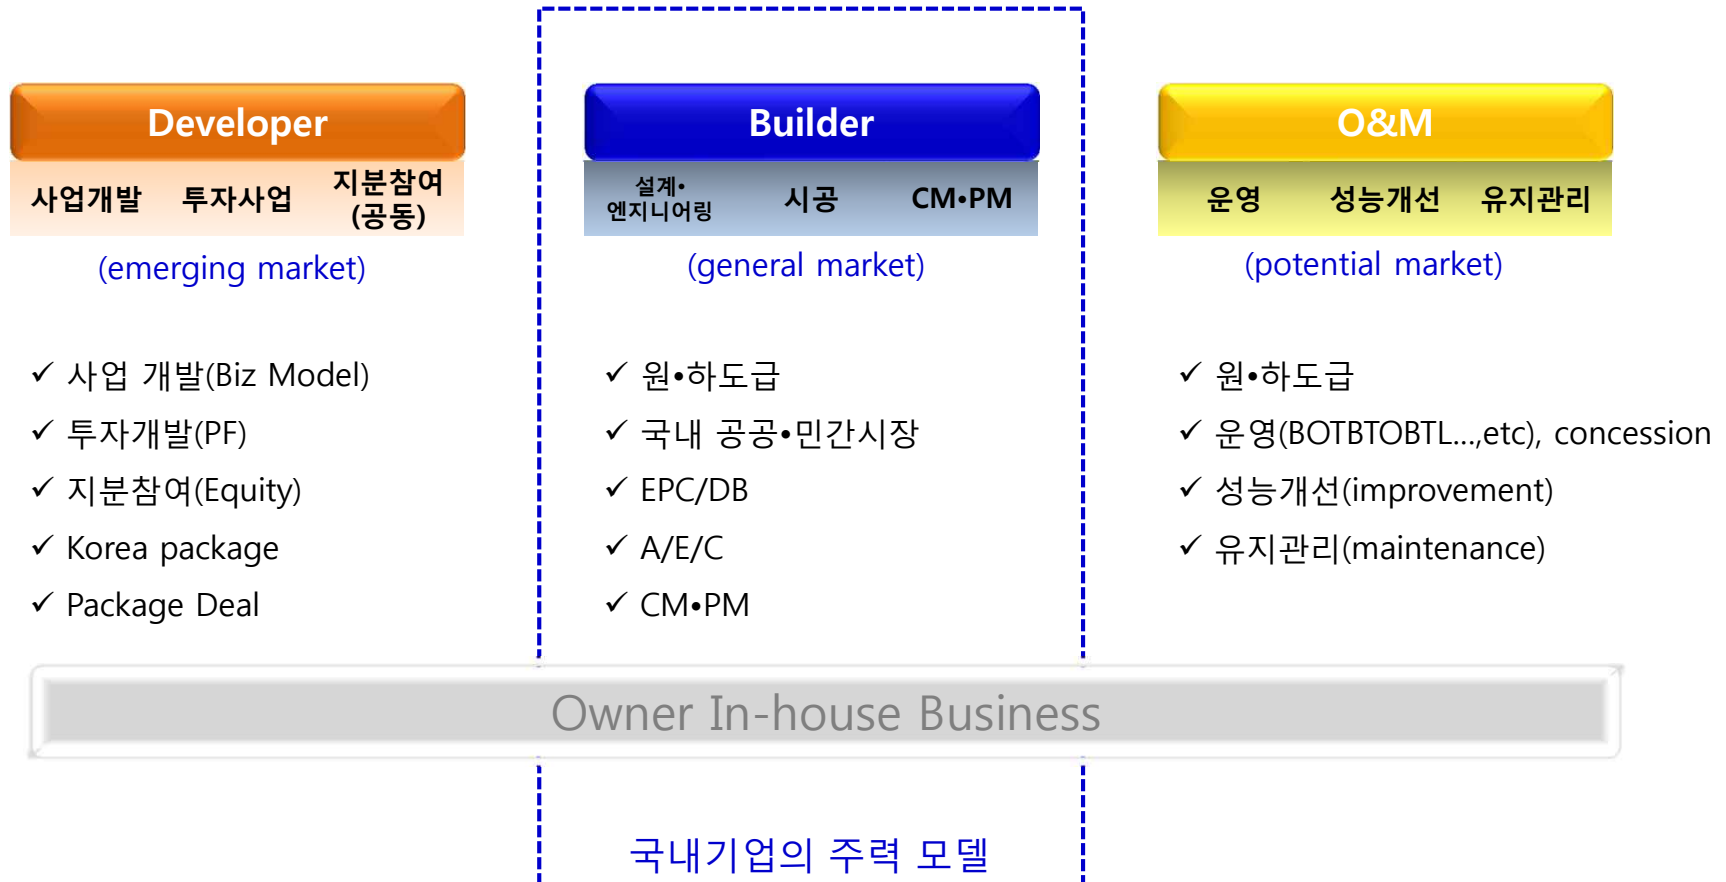 Developer
사업개발 투자사업 지분참여
(공동)
(emerging market)
✓ 사업 개발(Biz Model)
✓ 투자개발(PF)
✓ 지분참여(Equity)
✓ Korea package
✓ Package Deal
Builder
설계•
엔지니어링
시공 CM•PM
(general market)
✓ 원•하도급
✓ 국내 공공•민간시장
✓ EPC/DB
✓ A/E/C
✓ CM•PM
O&M
운영 성능개선 유지관리
(potential market)
✓ 원•하도급
✓ 운영(BOTBTOBTL...,etc), concession
✓ 성능개선(improvement)
✓ 유지관리(maintenance)
Owner In-house Business
국내기업의 주력 모델